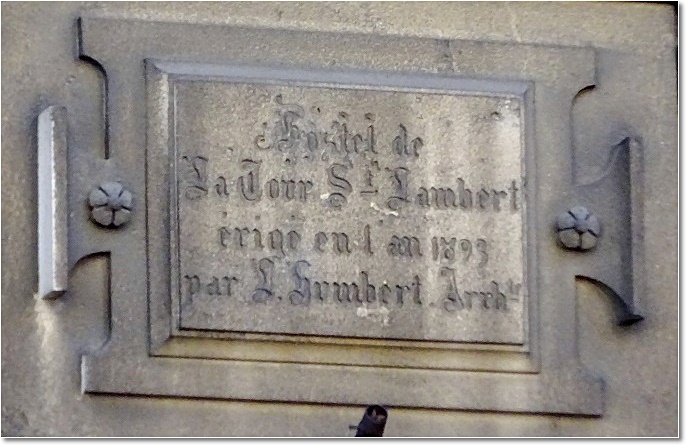 Hostel de
La Tour St Lambert
érigé en l'an 1893
par L. Humbert. Archte